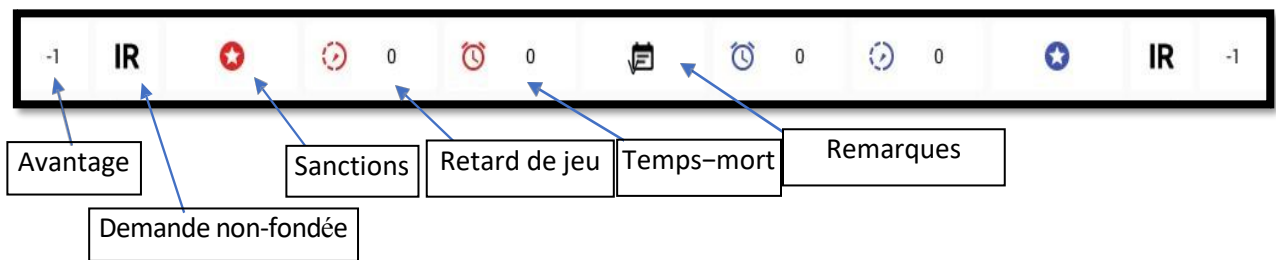 -1 IR 0 0 0 0 IR -1
Avantage
Sanctions
Retard de jeu
Temps-mort
Remarques
Demande non-fondée